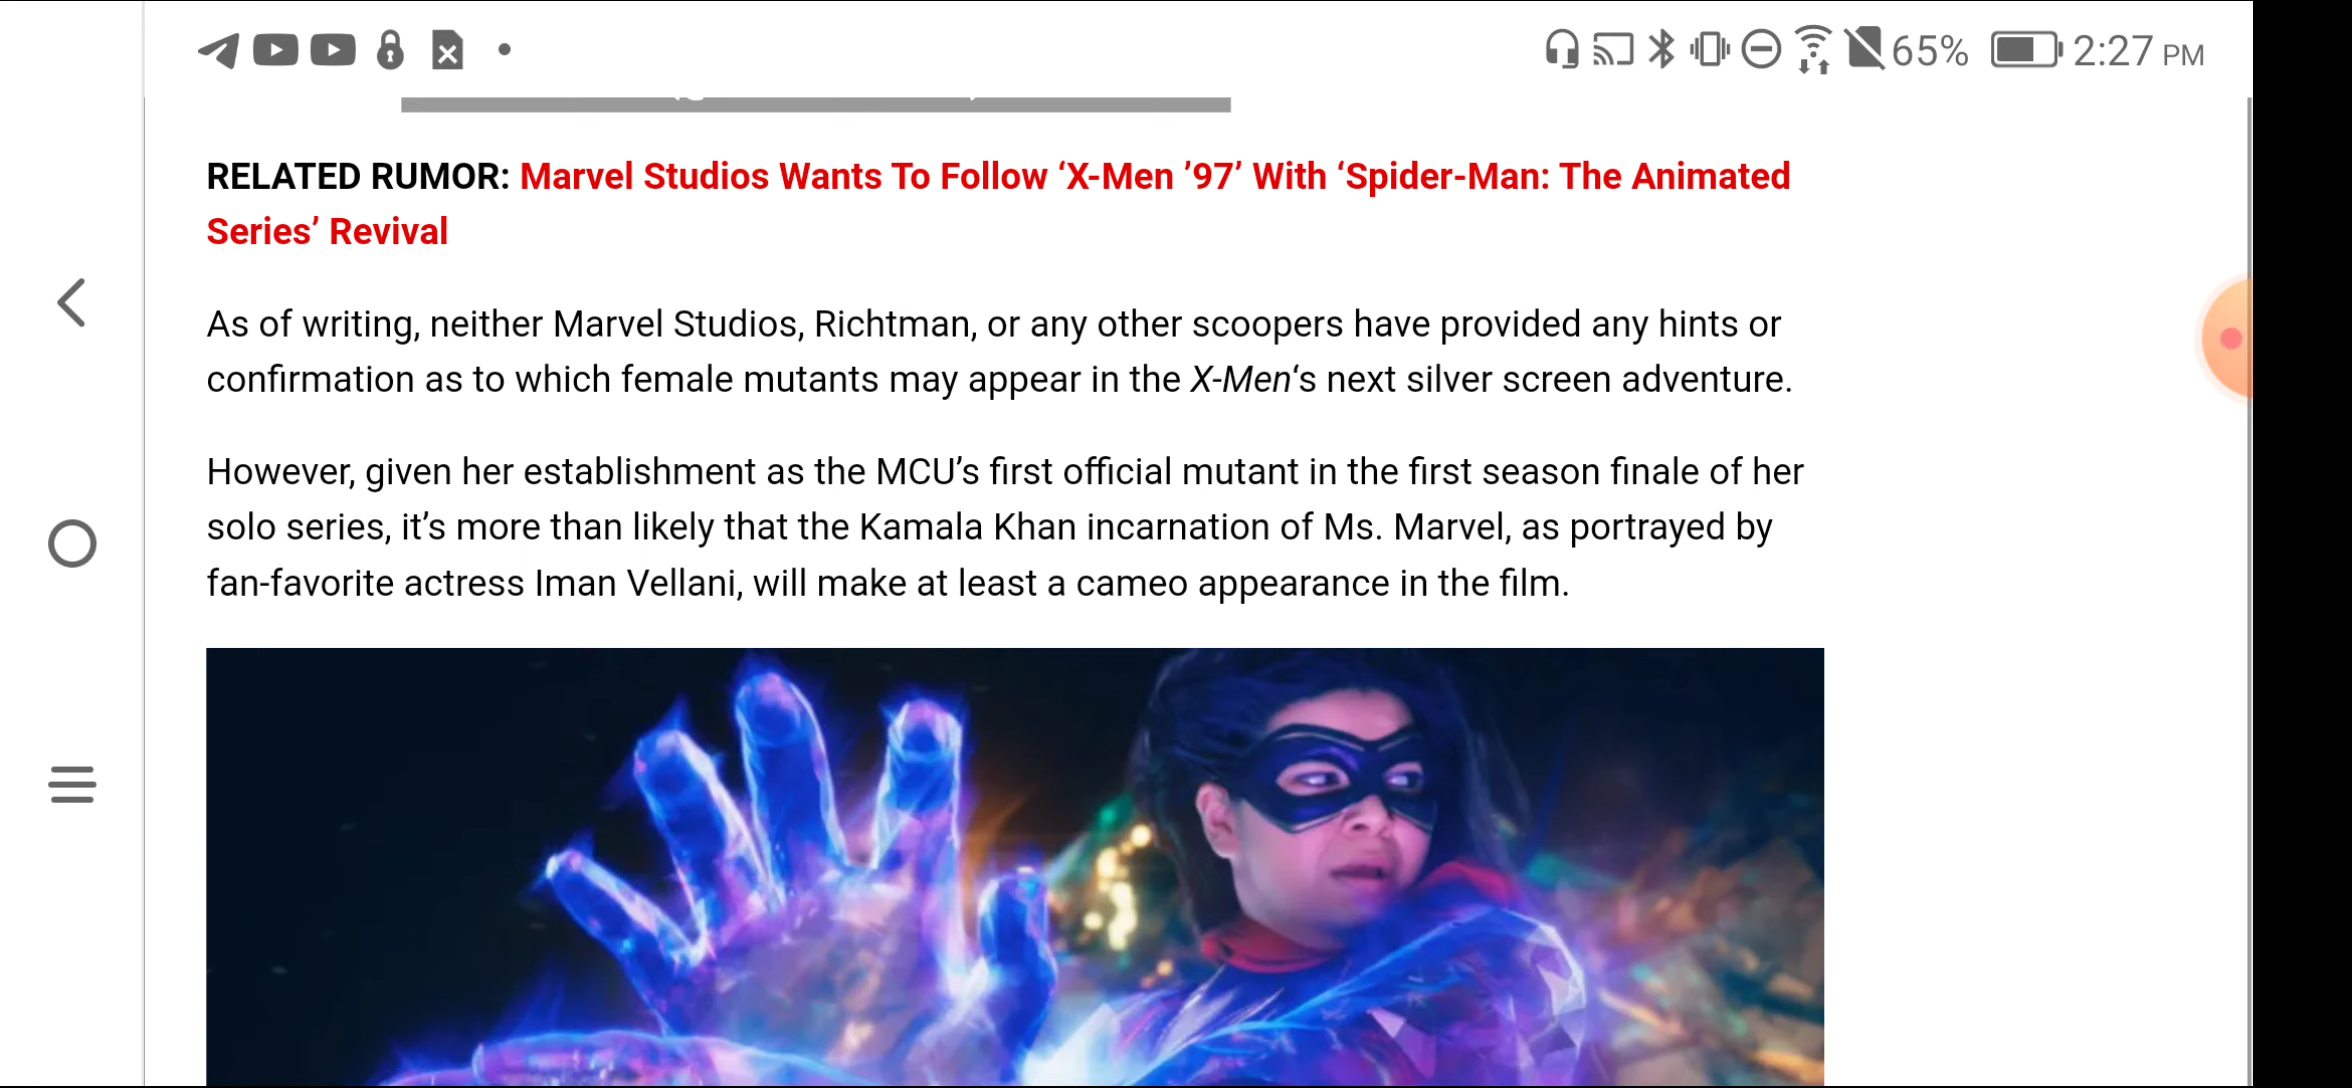 65% 2:27 PM
RELATED RUMOR: Marvel Studios Wants To Follow ‘X-Men ’97’ With ‘Spider-Man: The Animated
Series’ Revival
As of writing, neither Marvel Studios, Richtman, or any other scoopers have provided any hints or
confirmation as to which female mutants may appear in the X-Men‘s next silver screen adventure.
However, given her establishment as the MCU’s first official mutant in the first season finale of her
solo series, it’s more than likely that the Kamala Khan incarnation of Ms. Marvel, as portrayed by
fan-favorite actress Iman Vellani, will make at least a cameo appearance in the film.